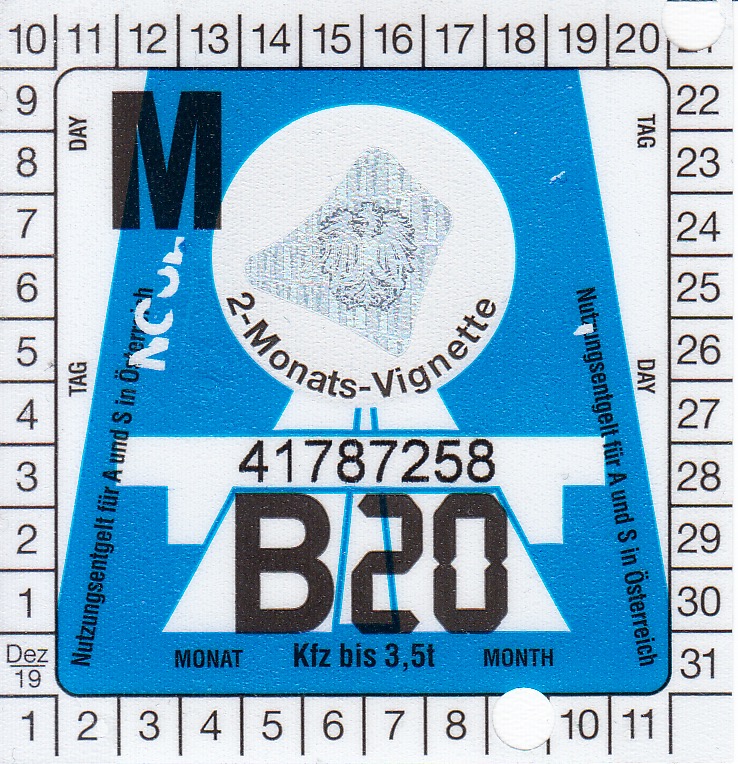 10 11 12 13 14 15 16 17 18 19 20
9 22
8 23
7 24
6 25
5 26
4 27
3 28
2 29
1 30
Dez
19
31
1 2 3 4 5 6 7 8 10 11
DAY
TAG
M
2-Monats-Vignette
TAG
DAY
Nutzungsentgelt für A und S in Österreich
Nutzungsentgelt für A und S in Österreich
41787258
B20
MONAT Kfz bis 3,5t MONTH